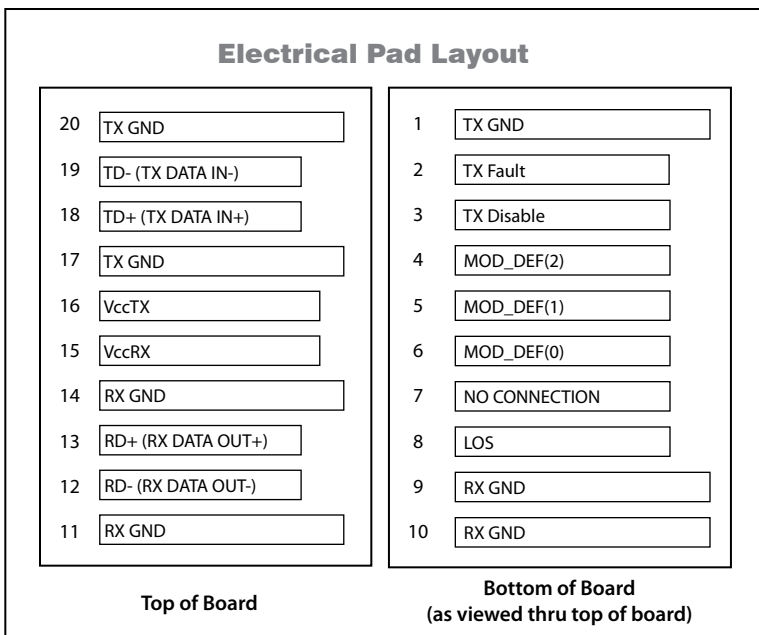 Electrical Pad Layout
20 TX GND
19 TD- (TX DATA IN-)
18 TD+ (TX DATA IN+)
17 TX GND
16 VccTX
15 VccRX
14 RX GND
13 RD+ (RX DATA OUT+)
12 RD- (RX DATA OUT-)
11 RX GND
Top of Board
1 TX GND
2 TX Fault
3 TX Disable
4 MOD_DEF(2)
5 MOD_DEF(1)
6 MOD_DEF(0)
7 NO CONNECTION
8 LOS
9 RX GND
10 RX GND
Bottom of Board
(as viewed thru top of board)